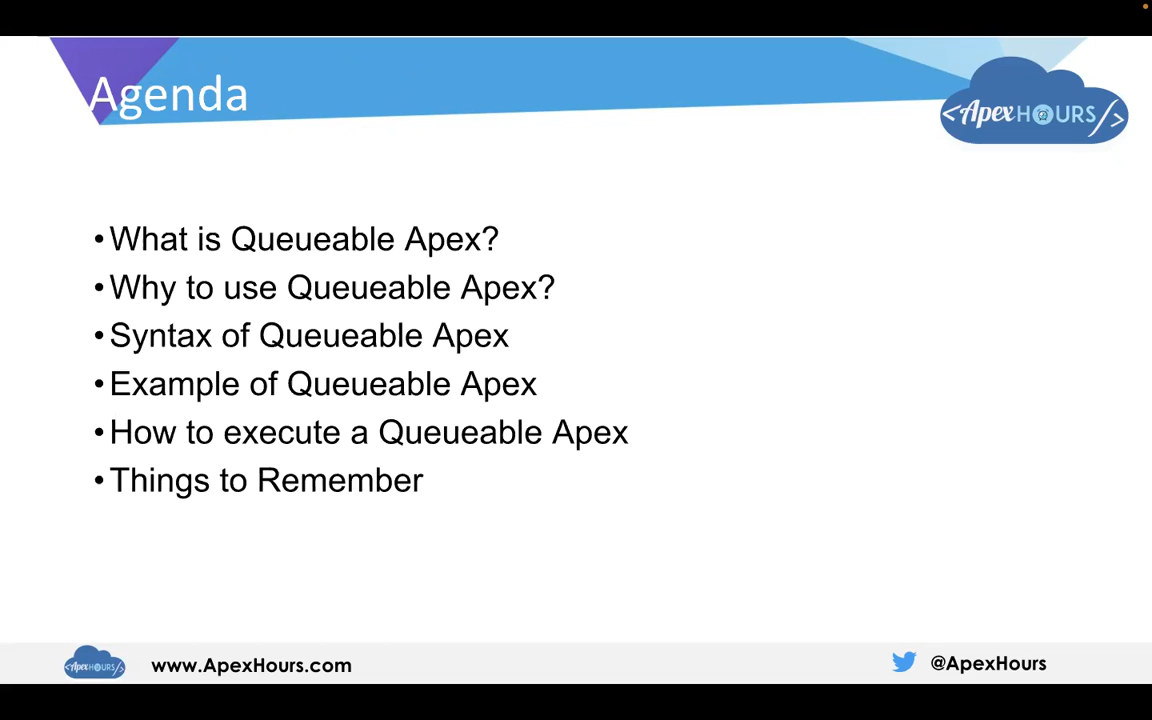 Agenda
<ApexHOURS/>
•What is Queueable Apex?
•Why to use Queueable Apex?
•Syntax of Queueable Apex
•Example of Queueable Apex
•How to execute a Queueable Apex
•Things to Remember
<ApexHOURS/>
www.ApexHours.com
@ApexHours